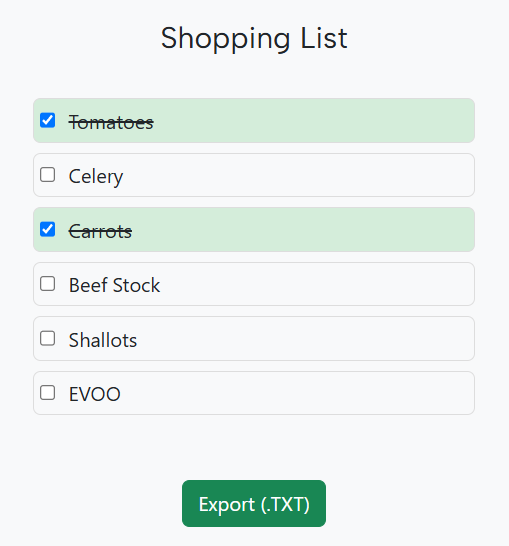 Shopping List
Tomatoes
Celery
Carrots
Beef Stock
Shallots
EVOO
Export (.TXT)